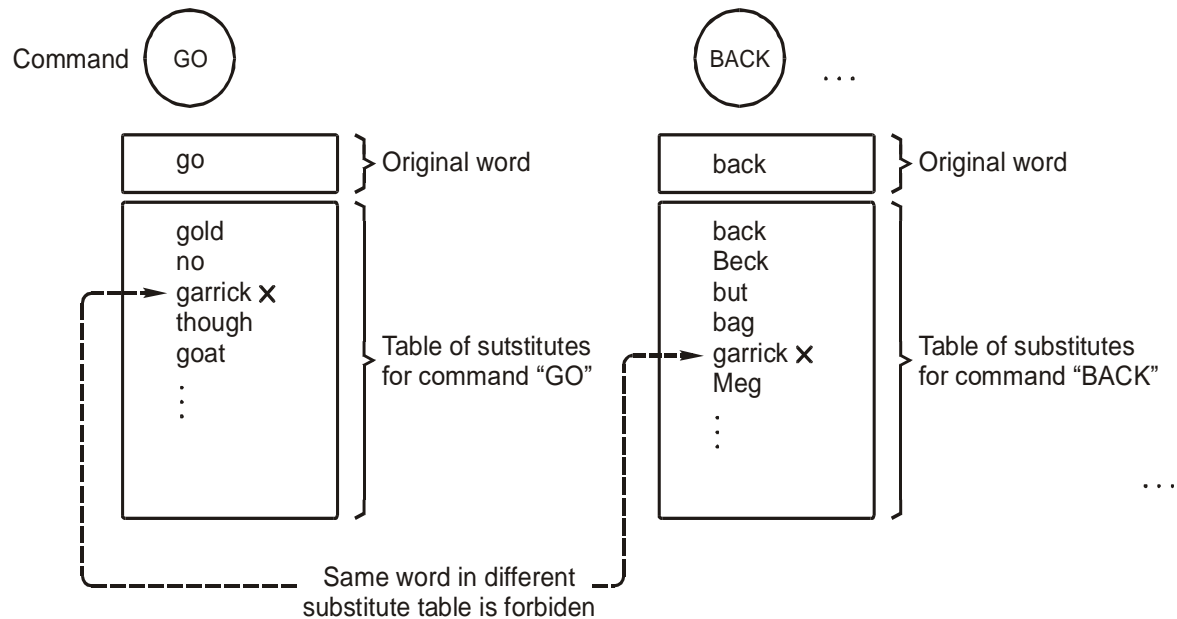 Command
GO
BACK
. . .
go
Original word
back
Original word
gold
no
garrick ×
though
goat
.
.
.
Table of sutstitutes
for command “GO”
back
Beck
but
bag
garrick ×
Meg
.
.
.
Table of substitutes
for command “BACK”
. . .
Same word in different
substitute table is forbiden